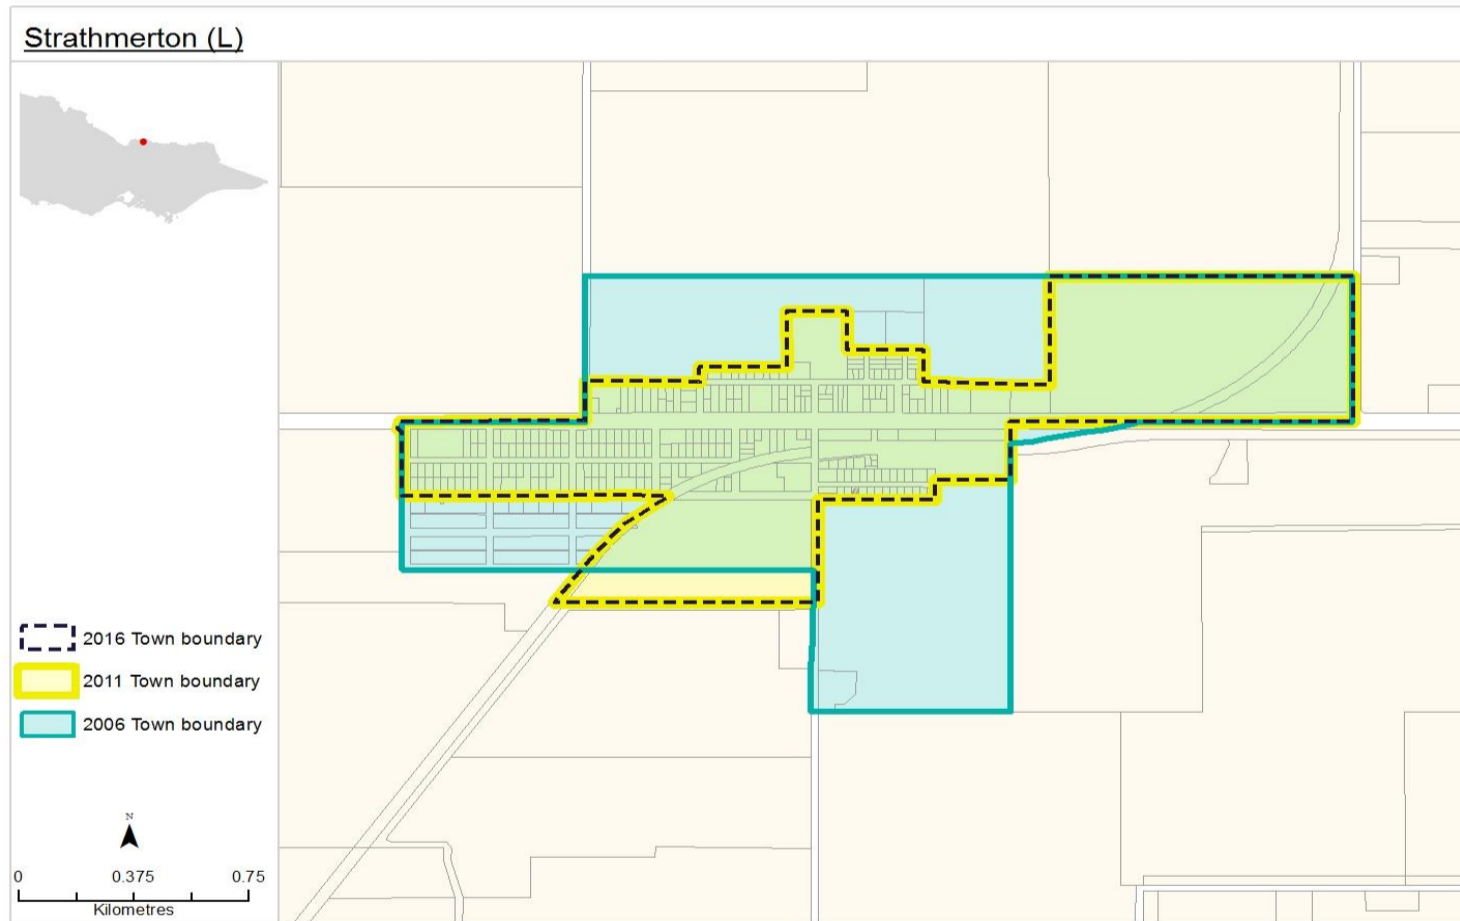 Strathmerton (L)
2016 Town boundary
2011 Town boundary
2006 Town boundary
N
0 0.375 0.75
Kilometres